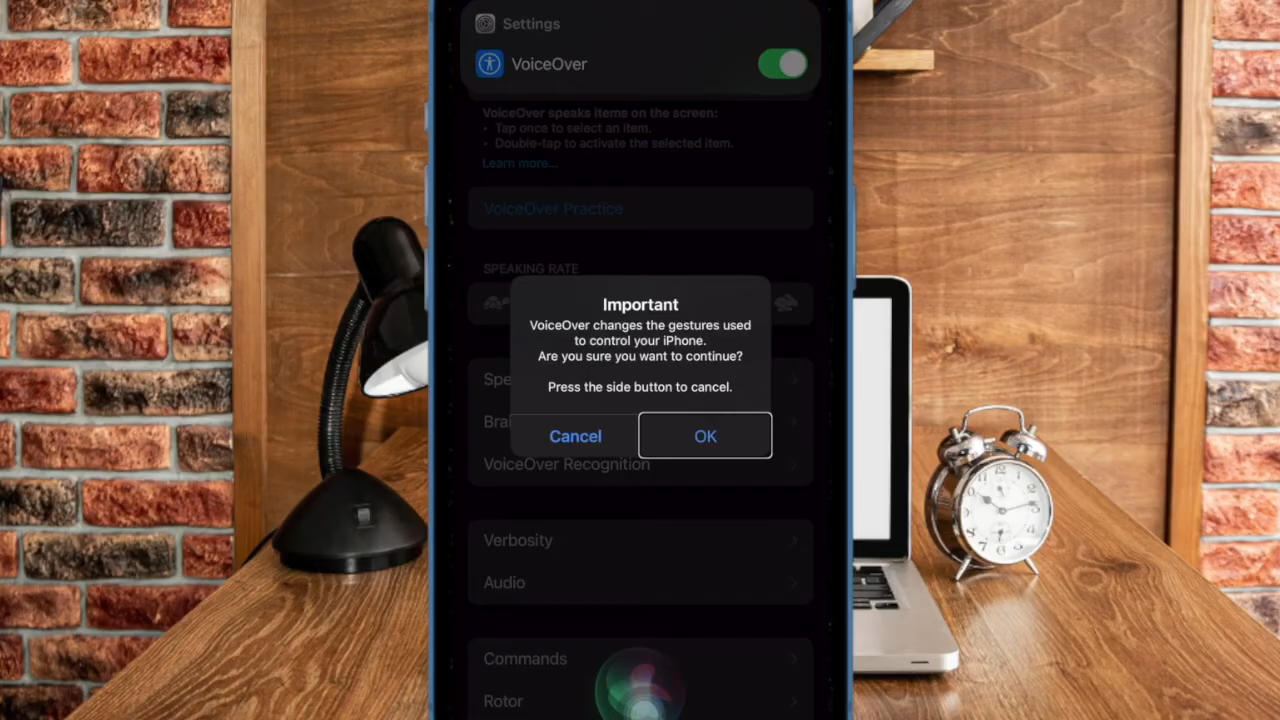 Settings
VoiceOver
VoiceOver speaks items on the screen:
• Tap once to select an item.
• Double-tap to activate the selected item.
Learn more...
VoiceOver Practice
SPEAKING RATE
Important
VoiceOver changes the gestures used
to control your iPhone.
Are you sure you want to continue?
Press the side button to cancel.
Spe
Brai
Cancel
OK
VoiceOver Recognition
Verbosity
Audio
Commands
Rotor